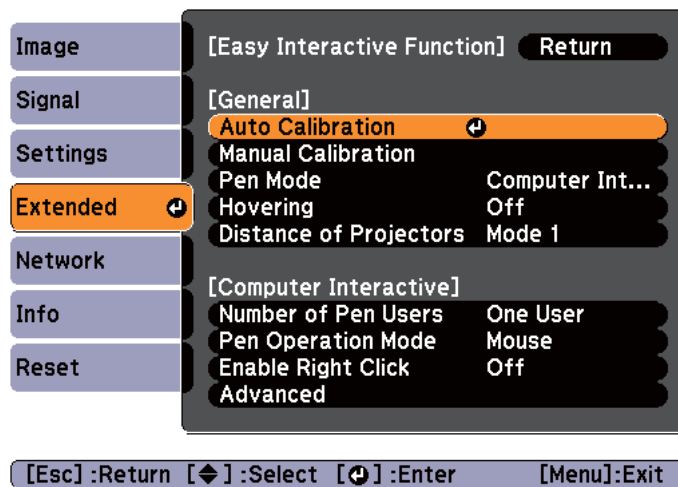 Image
Signal
Settings
Extended
Network
Info
Reset
[Easy Interactive Function] Return
[General]
Auto Calibration
Manual Calibration
Pen Mode Computer Int...
Hovering Off
Distance of Projectors Mode 1
[Computer Interactive]
Number of Pen Users One User
Pen Operation Mode Mouse
Enable Right Click Off
Advanced
[Esc] :Return [◆] :Select [⏎] :Enter [Menu]:Exit